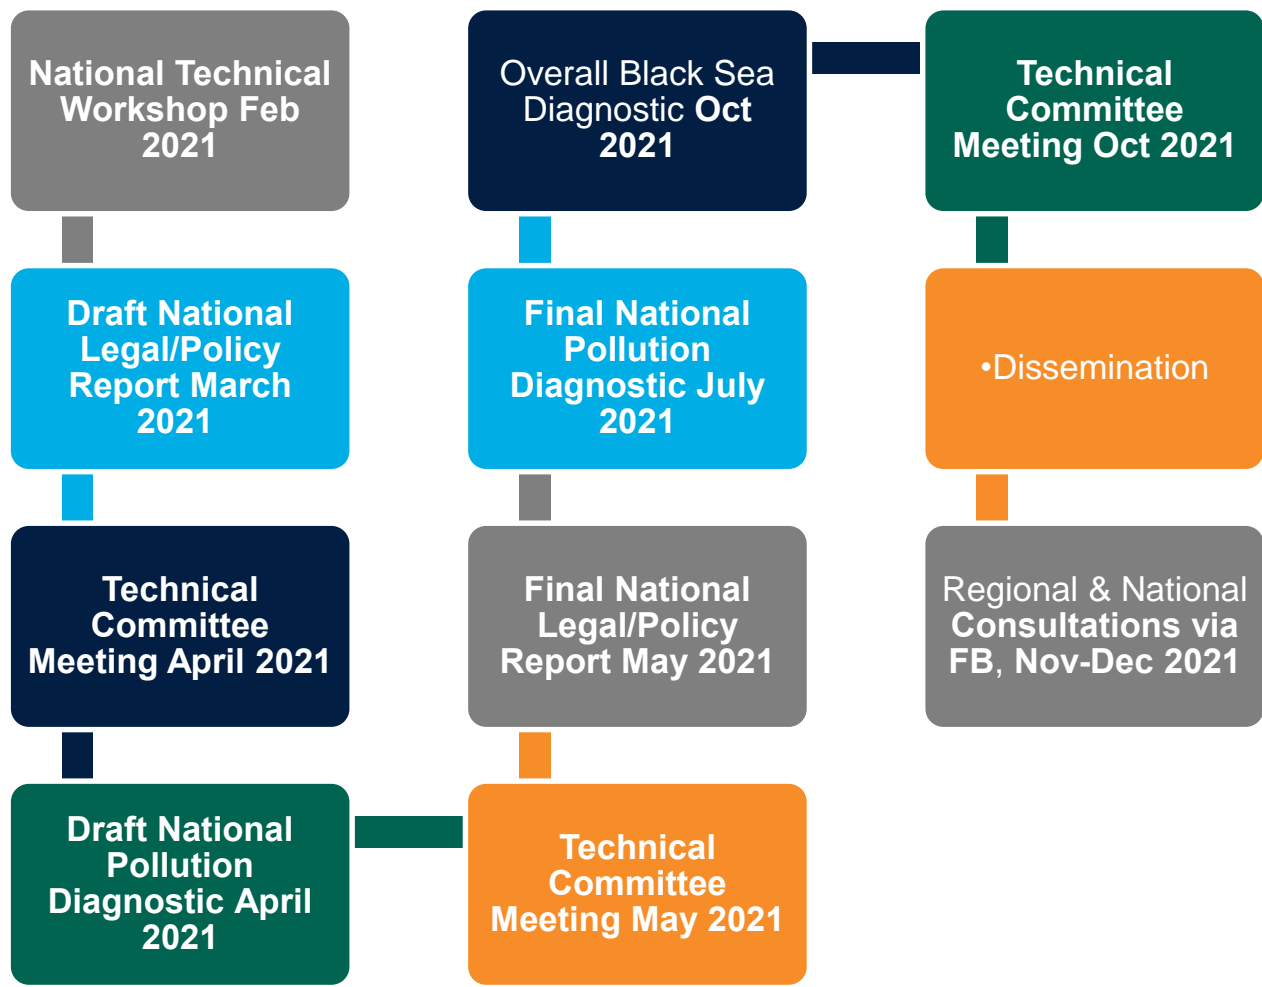 National Technical
Workshop Feb
2021
Draft National
Legal/Policy
Report March
2021
Technical
Committee
Meeting April 2021
Draft National
Pollution
Diagnostic April
2021
Technical
Committee
Meeting May 2021
Final National
Legal/Policy
Report May 2021
Final National
Pollution
Diagnostic July
2021
Overall Black Sea
Diagnostic Oct
2021
Technical
Committee
Meeting Oct 2021
•Dissemination
Regional & National
Consultations via
FB, Nov-Dec 2021